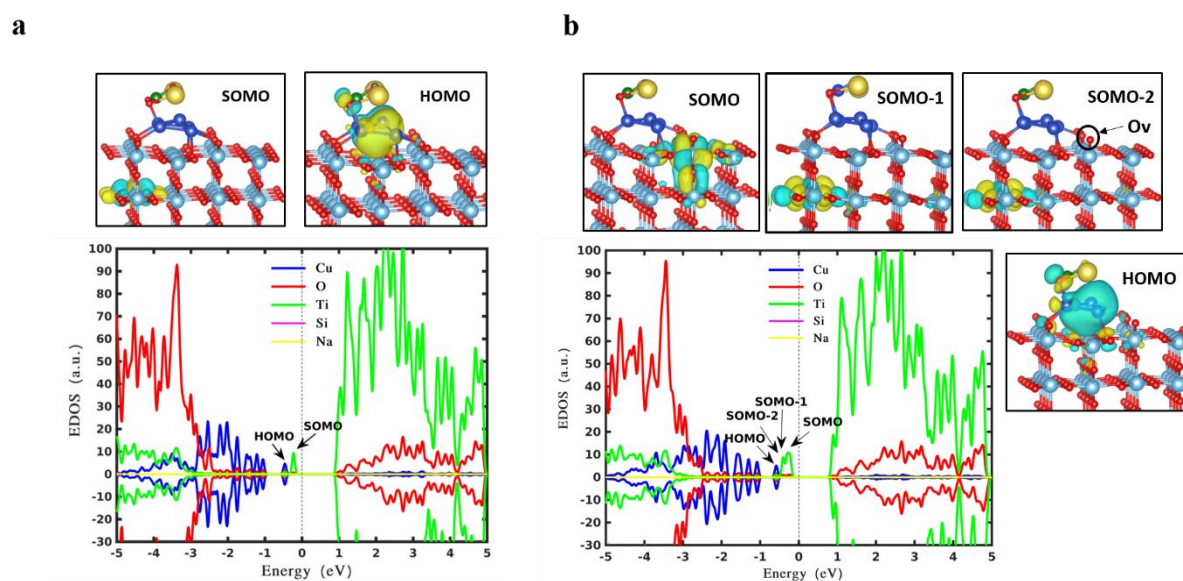 a
b
SOMO
HOMO
SOMO
SOMO-1
SOMO-2
Ov
HOMO
100
90
80
70
60
50
40
30
20
10
0
-10
-20
-30
EDOS (a.u.)
Cu
O
Ti
Si
Na
HOMO
SOMO
-5 -4 -3 -2 -1 0 1 2 3 4 5
Energy (eV)
100
90
80
70
60
50
40
30
20
10
0
-10
-20
-30
EDOS (a.u.)
Cu
O
Ti
Si
Na
SOMO-1
SOMO-2
SOMO
HOMO
-5 -4 -3 -2 -1 0 1 2 3 4 5
Energy (eV)